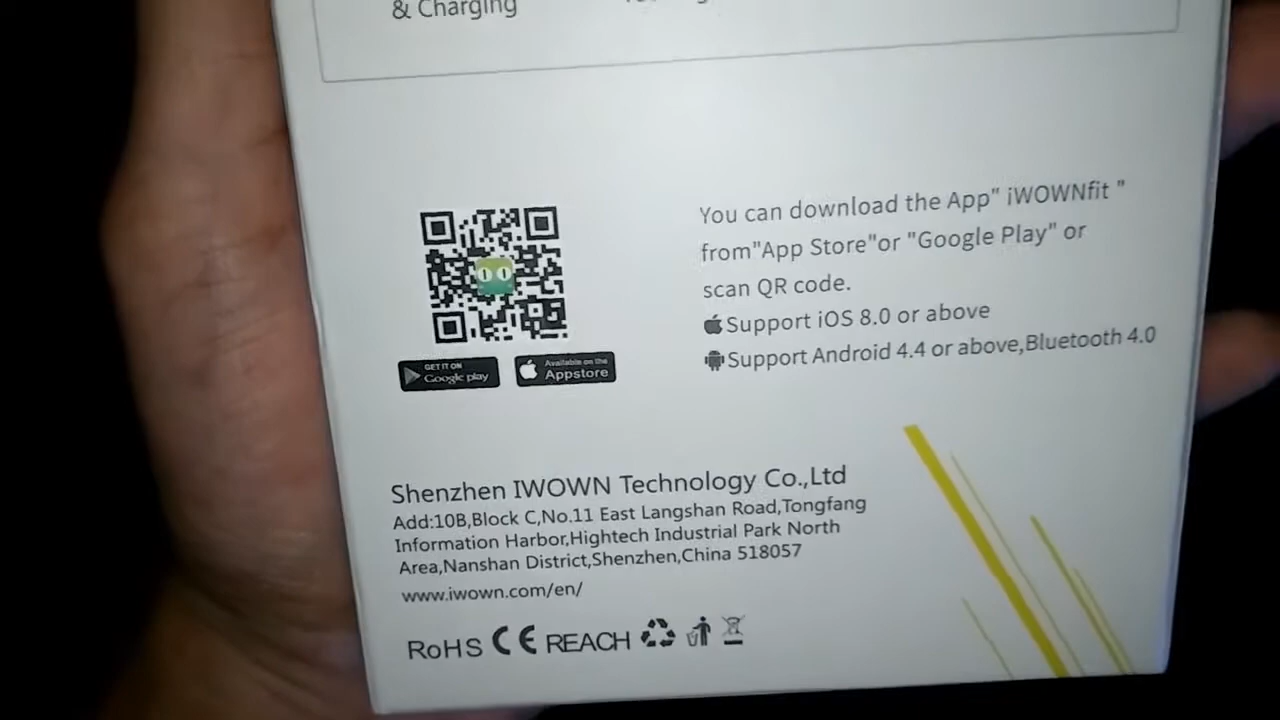 & Charging
You can download the App" iWOWNfit "
from"App Store"or "Google Play" or
scan QR code.
Support iOS 8.0 or above
Support Android 4.4 or above,Bluetooth 4.0
GET IT ON
Google play
Available on the
Appstore
Shenzhen IWOWN Technology Co.,Ltd
Add:10B,Block C,No.11 East Langshan Road,Tongfang
Information Harbor,Hightech Industrial Park North
Area,Nanshan District,Shenzhen,China 518057
www.iwown.com/en/
RoHS CE REACH